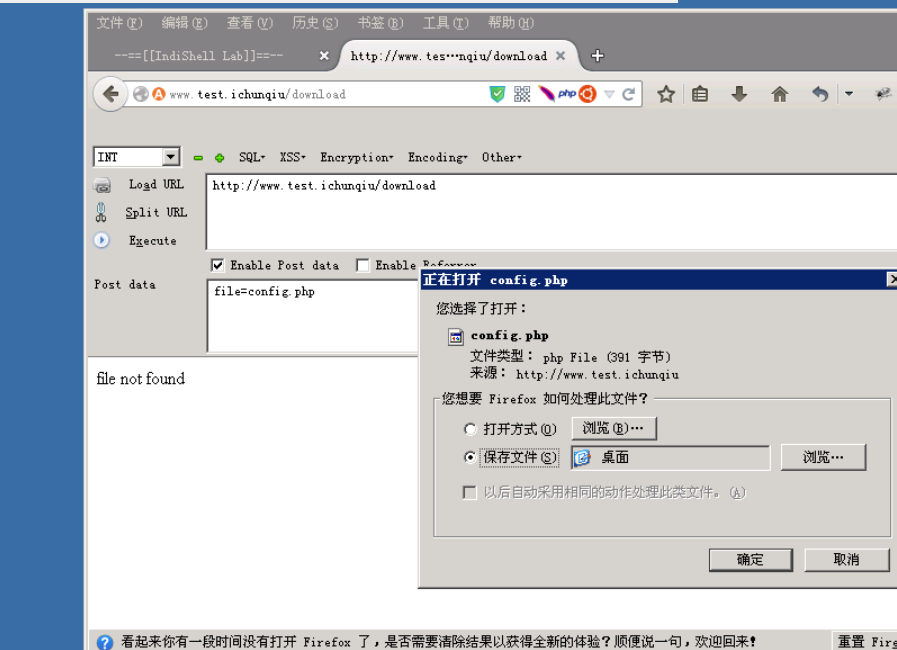 文件(F) 编辑(E) 查看(V) 历史(S) 书签(B) 工具(T) 帮助(H)
--==[[IndiShell Lab]]==-- × http://www.tes…nqiu/download × +
www.test.ichunqiu/download php
INT SQL▾ XSS▾ Encryption▾ Encoding▾ Other▾
Load URL http://www.test.ichunqiu/download
Split URL
Execute
Enable Post data Enable Referrer
Post data
file=config.php
正在打开 config.php
您选择了打开：
config.php
文件类型： php File (391 字节)
来源： http://www.test.ichunqiu
file not found
您想要 Firefox 如何处理此文件？
打开方式(O) 浏览(B)…
保存文件(S) 桌面 浏览…
以后自动采用相同的动作处理此类文件。(A)
确定 取消
看起来你有一段时间没有打开 Firefox 了，是否需要清除结果以获得全新的体验？顺便说一句，欢迎回来！ 重置 Fire